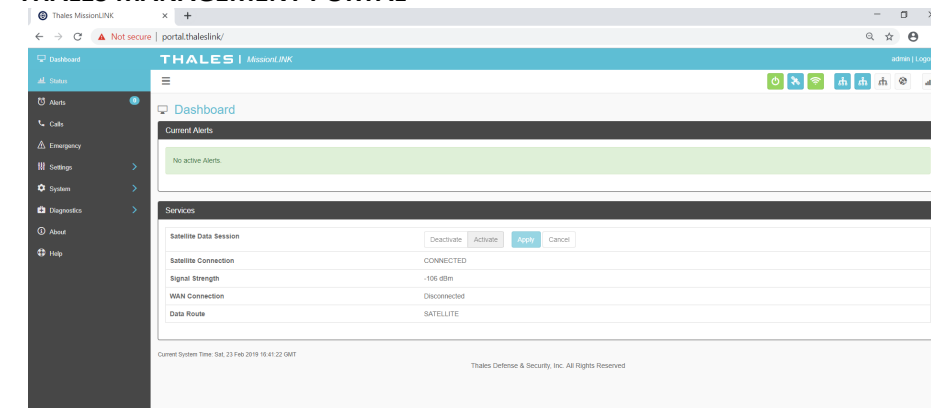 THALES MANAGEMENT PORTAL
Thales MissionLINK
Not secure | portal.thaleslink/
Dashboard
THALES | MissionLINK
admin | Logo
Status
Alerts 0
Dashboard
Calls
Current Alerts
Emergency
No active Alerts.
Settings
System
Diagnostics
Services
About
Satellite Data Session Deactivate Activate Apply Cancel
Help
Satellite Connection CONNECTED
Signal Strength -106 dBm
WAN Connection Disconnected
Data Route SATELLITE
Current System Time: Sat, 23 Feb 2019 16:41:22 GMT
Thales Defense & Security, Inc. All Rights Reserved